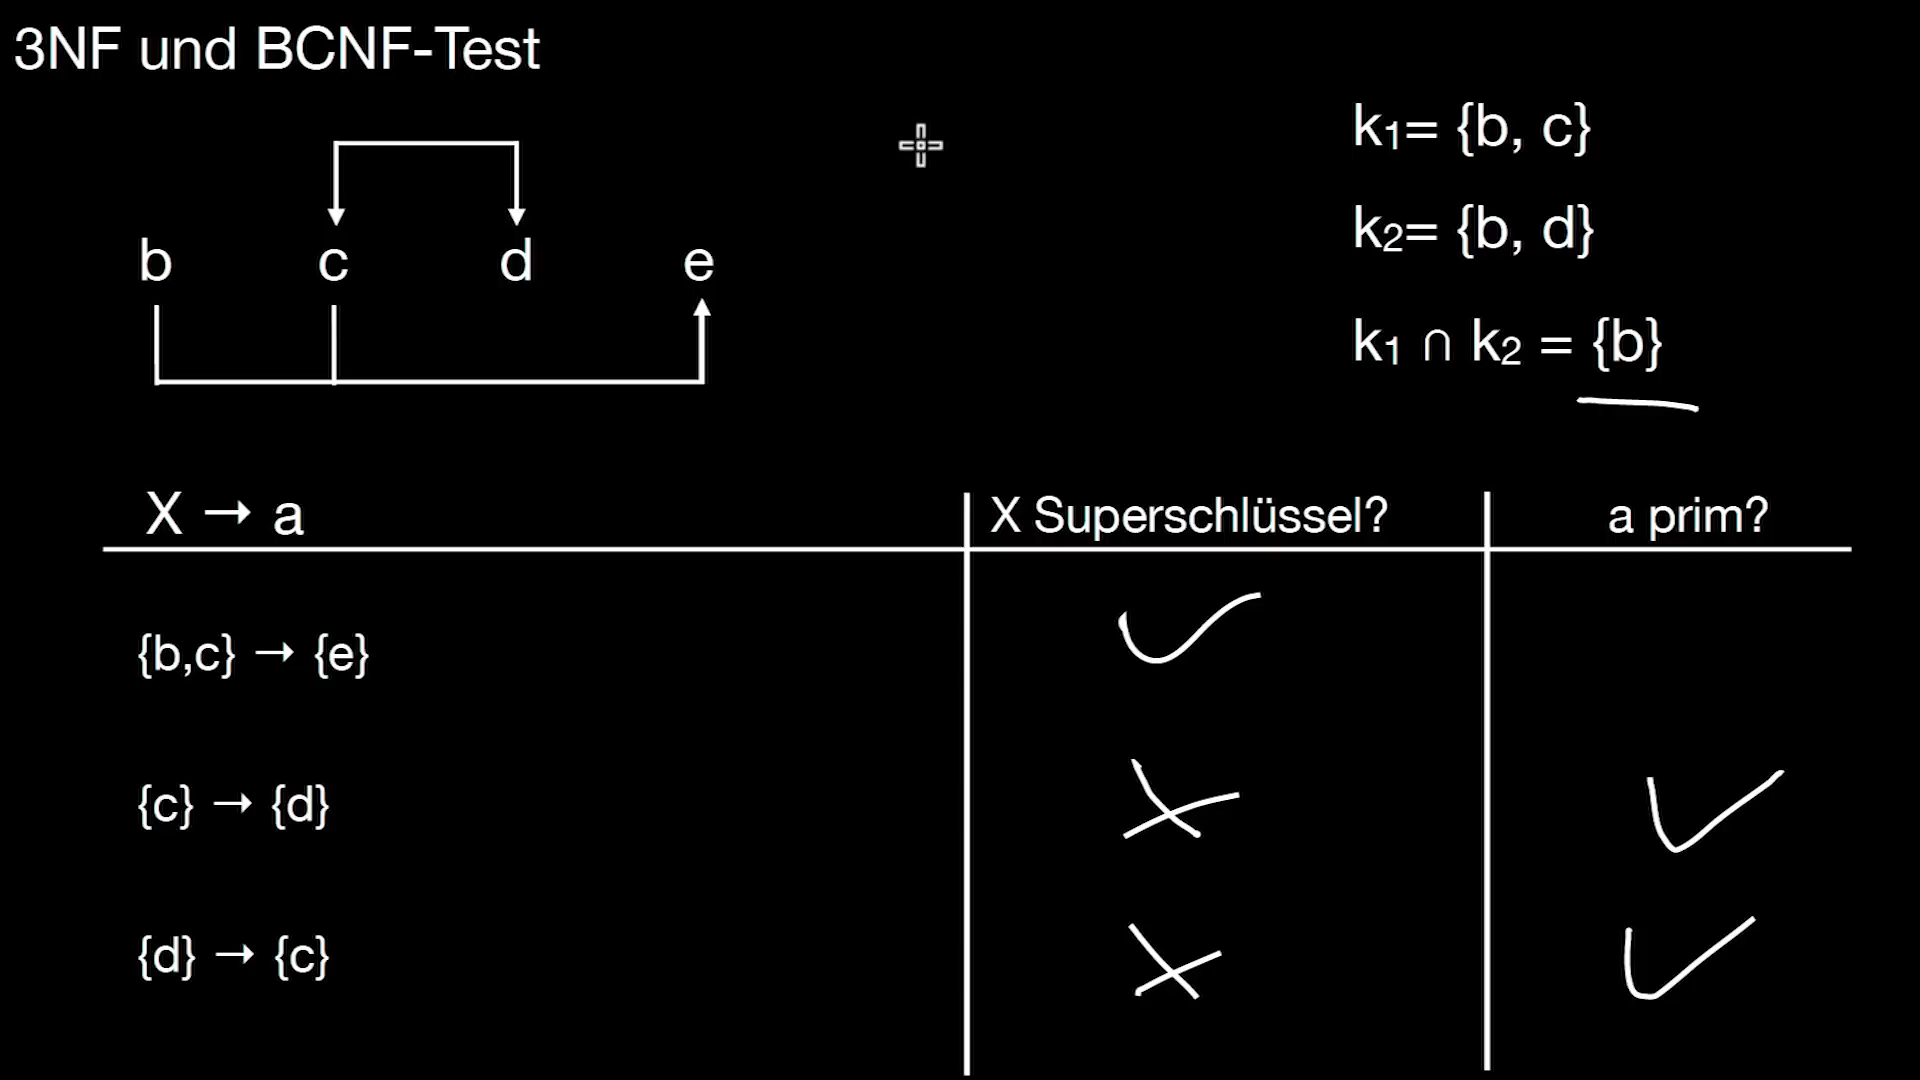 3NF und BCNF-Test
k₁= {b, c}
k₂= {b, d}
b c d e
k₁ ∩ k₂ = {b}
X → a X Superschlüssel? a prim?
{b,c} → {e}
{c} → {d}
{d} → {c}